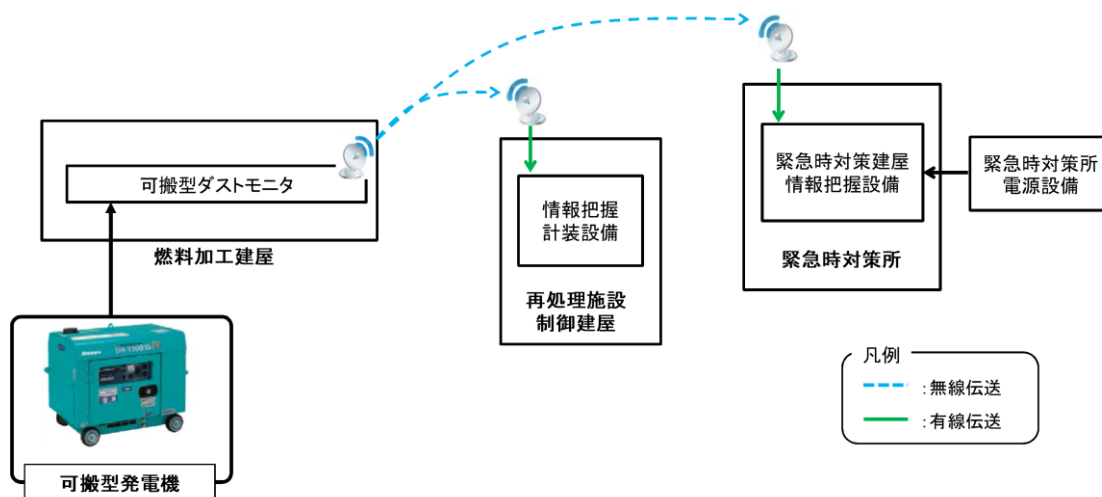 可搬型ダストモニタ
燃料加工建屋
可搬型発電機
情報把握
計装設備
再処理施設
制御建屋
緊急時対策建屋
情報把握設備
緊急時対策所
緊急時対策所
電源設備
凡例
:無線伝送
:有線伝送